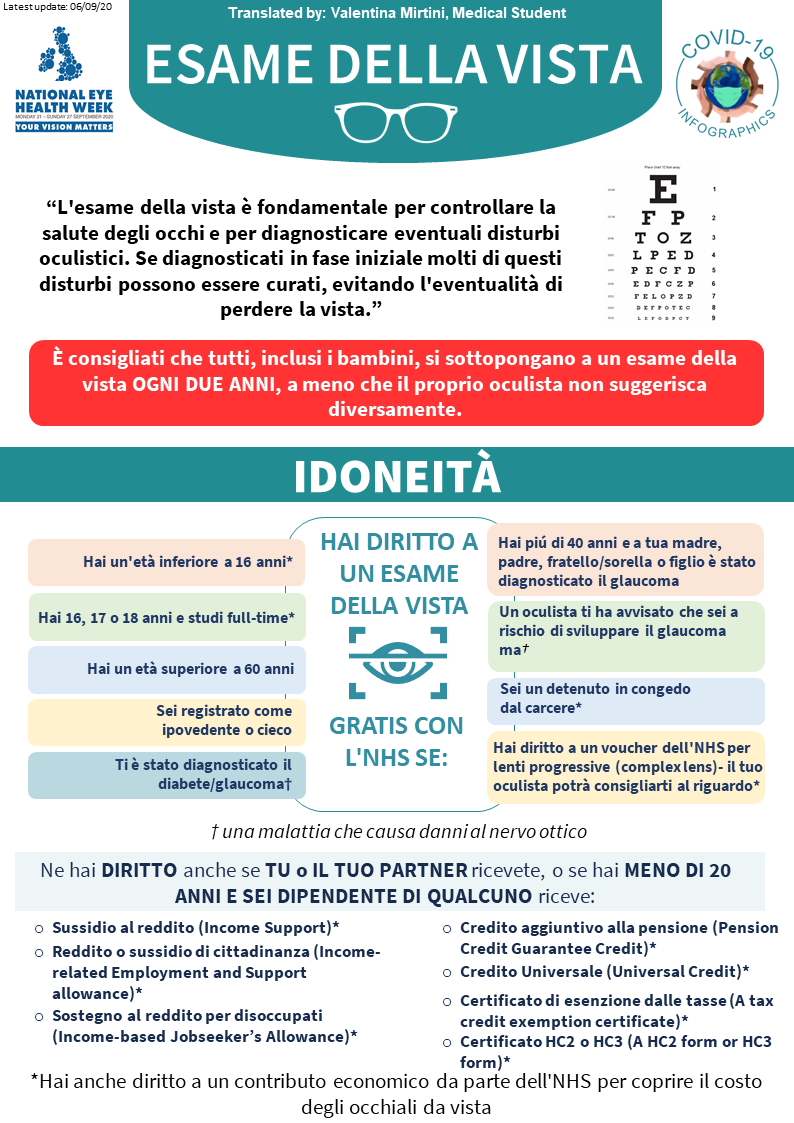 Latest update: 06/09/20
Translated by: Valentina Mirtini, Medical Student
ESAME DELLA VISTA
NATIONAL EYE
HEALTH WEEK
MONDAY 21 – SUNDAY 27 SEPTEMBER 2020
YOUR VISION MATTERS
COVID-19
INFOGRAPHICS
“L'esame della vista è fondamentale per controllare la
salute degli occhi e per diagnosticare eventuali disturbi
oculistici. Se diagnosticati in fase iniziale molti di questi
disturbi possono essere curati, evitando l'eventualità di
perdere la vista.”
E 1
F P 2
T O Z 3
L P E D 4
P E C F D 5
E D F C Z P 6
F E L O P Z D 7
D E F P O T E C 8
L E F O D P C T 9
È consigliati che tutti, inclusi i bambini, si sottopongano a un esame della
vista OGNI DUE ANNI, a meno che il proprio oculista non suggerisca
diversamente.
IDONEITÀ
Hai un'età inferiore a 16 anni*
Hai 16, 17 o 18 anni e studi full-time*
Hai un età superiore a 60 anni
Sei registrato come
ipovedente o cieco
Ti è stato diagnosticato il
diabete/glaucoma†
HAI DIRITTO A
UN ESAME
DELLA VISTA
GRATIS CON
L'NHS SE:
Hai piú di 40 anni e a tua madre,
padre, fratello/sorella o figlio è stato
diagnosticato il glaucoma
Un oculista ti ha avvisato che sei a
rischio di sviluppare il glaucoma
ma†
Sei un detenuto in congedo
dal carcere*
Hai diritto a un voucher dell'NHS per
lenti progressive (complex lens)- il tuo
oculista potrà consigliarti al riguardo*
† una malattia che causa danni al nervo ottico
Ne hai DIRITTO anche se TU o IL TUO PARTNER ricevete, o se hai MENO DI 20
ANNI E SEI DIPENDENTE DI QUALCUNO riceve:
o Sussidio al reddito (Income Support)*
o Reddito o sussidio di cittadinanza (Income-
related Employment and Support
allowance)*
o Sostegno al reddito per disoccupati
(Income-based Jobseeker’s Allowance)*
o Credito aggiuntivo alla pensione (Pension
Credit Guarantee Credit)*
o Credito Universale (Universal Credit)*
o Certificato di esenzione dalle tasse (A tax
credit exemption certificate)*
o Certificato HC2 o HC3 (A HC2 form or HC3
form)*
*Hai anche diritto a un contributo economico da parte dell'NHS per coprire il costo
degli occhiali da vista